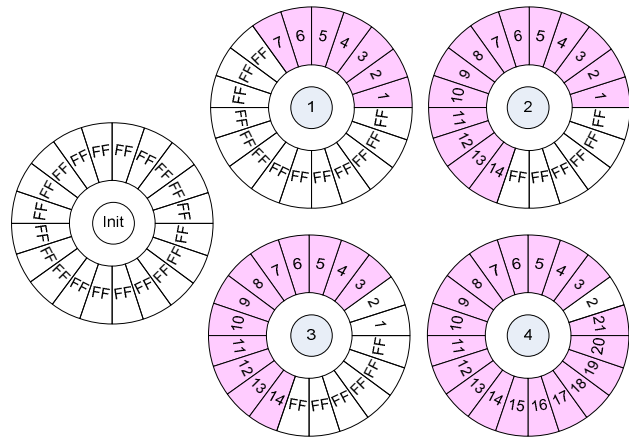 7 6 5 4 3 2 1
FF FF FF FF FF FF FF FF FF FF FF FF FF
1
14 13 12 11 10 9 8 7 6 5 4 3 2 1
FF FF FF FF FF FF
2
FF FF FF FF FF FF FF FF FF FF FF FF FF FF FF FF FF FF FF FF
Init
14 13 12 11 10 9 8 7 6 5 4 3 2 1
FF FF FF FF FF FF
3
21 20 19 18 17 16 15 14 13 12 11 10 9 8 7 6 5 4 3 2
4